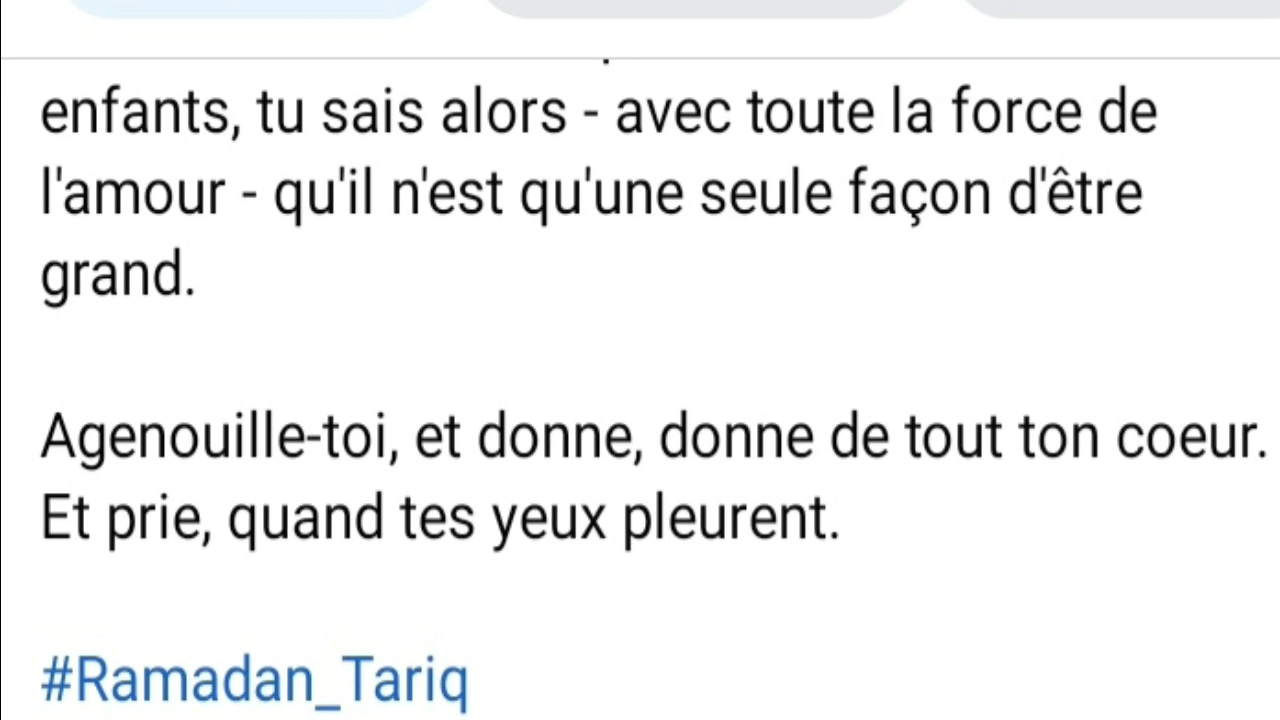 enfants, tu sais alors - avec toute la force de
l'amour - qu'il n'est qu'une seule façon d'être
grand.
Agenouille-toi, et donne, donne de tout ton coeur.
Et prie, quand tes yeux pleurent.
#Ramadan_Tariq